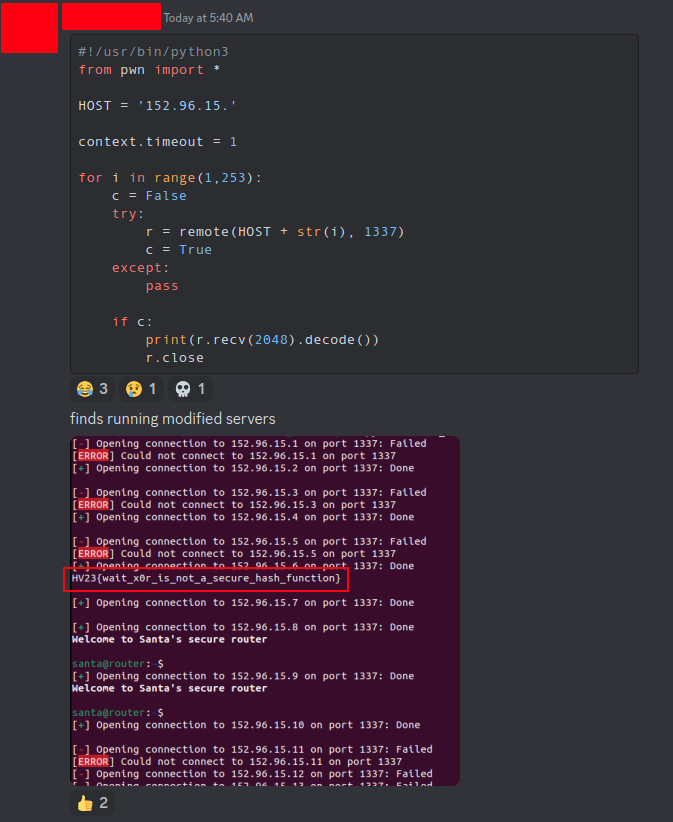 Today at 5:40 AM
#!/usr/bin/python3
from pwn import *
HOST = '152.96.15.'
context.timeout = 1
for i in range(1,253):
    c = False
    try:
        r = remote(HOST + str(i), 1337)
        c = True
    except:
        pass
    if c:
        print(r.recv(2048).decode())
        r.close
😂 3 😢 1 💀 1
finds running modified servers
[-] Opening connection to 152.96.15.1 on port 1337: Failed
[ERROR] Could not connect to 152.96.15.1 on port 1337
[+] Opening connection to 152.96.15.2 on port 1337: Done
[-] Opening connection to 152.96.15.3 on port 1337: Failed
[ERROR] Could not connect to 152.96.15.3 on port 1337
[+] Opening connection to 152.96.15.4 on port 1337: Done
[-] Opening connection to 152.96.15.5 on port 1337: Failed
[ERROR] Could not connect to 152.96.15.5 on port 1337
[+] Opening connection to 152.96.15.6 on port 1337: Done
HV23{wait_x0r_is_not_a_secure_hash_function}
[+] Opening connection to 152.96.15.7 on port 1337: Done
[+] Opening connection to 152.96.15.8 on port 1337: Done
Welcome to Santa's secure router
santa@router:~$
[+] Opening connection to 152.96.15.9 on port 1337: Done
Welcome to Santa's secure router
santa@router:~$
[+] Opening connection to 152.96.15.10 on port 1337: Done
[-] Opening connection to 152.96.15.11 on port 1337: Failed
[ERROR] Could not connect to 152.96.15.11 on port 1337
[-] Opening connection to 152.96.15.12 on port 1337: Failed
[-] Opening connection to 152.96.15.13 on port 1337: Failed
👍 2